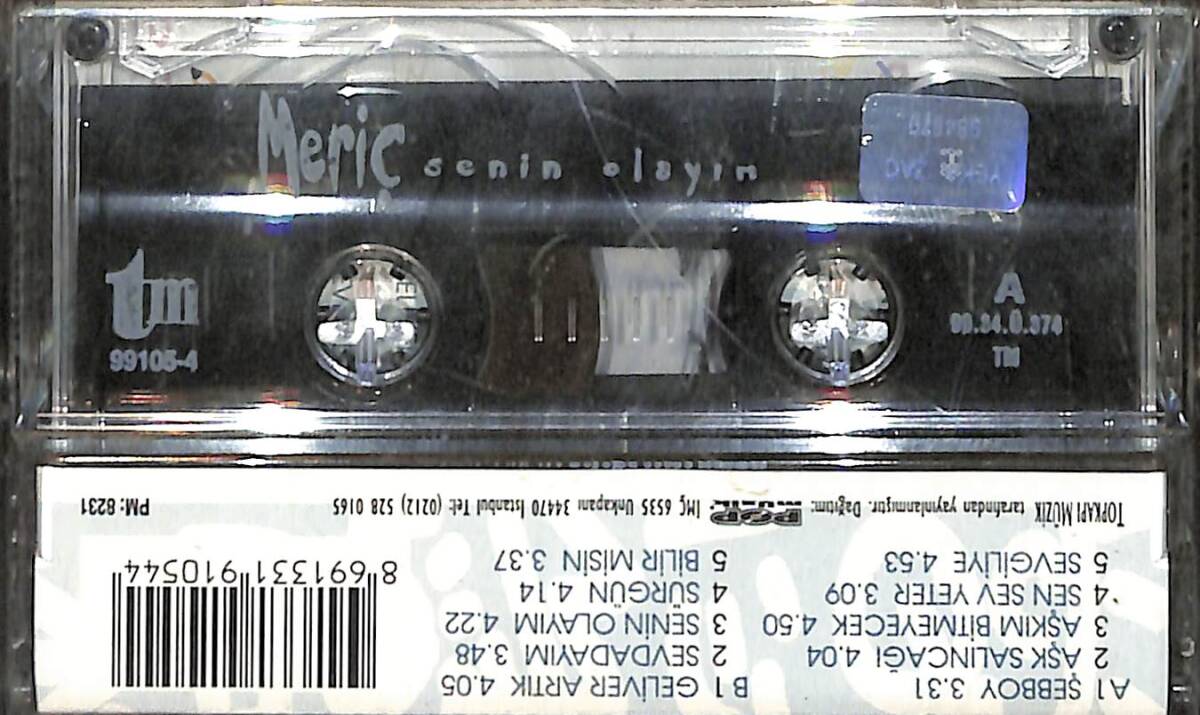 Meriç senin olayım
tm
99105-4
A
99.34.Ü.374
TM
A1 ŞEBBOY 3.31
2 AŞK SALINCAĞI 4.04
3 AŞKIM BİTMEYECEK 4.50
4 SEN SEV YETER 3.09
5 SEVGİLİYE 4.53
B1 GELİVER ARTIK 4.05
2 SEVDADAYIM 3.48
3 SENİN OLAYIM 4.22
4 SÜRGÜN 4.14
5 BİLİR MİSİN 3.37
8 691331 910544
TOPKAPI MÜZİK tarafından yayınlanmıştır. Dağıtım: POP MÜZİK İMÇ 6535 Unkapanı 34470 İstanbul Tel: (0212) 528 0165
PM: 8231